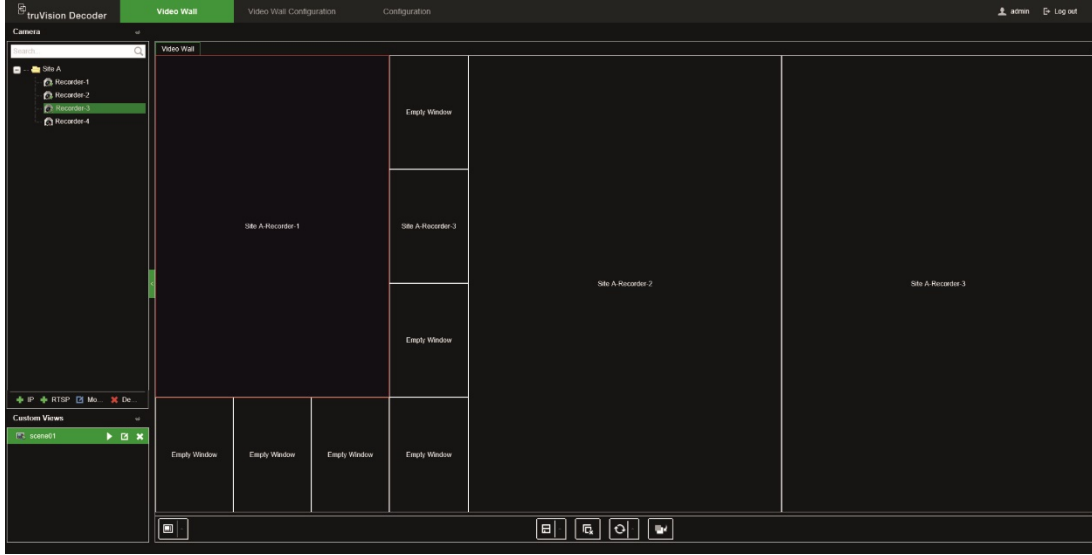 truVision Decoder
Video Wall
Video Wall Configuration
Configuration
admin
Log out
Camera
Search...
Site A
Recorder-1
Recorder-2
Recorder-3
Recorder-4
IP
RTSP
Mo...
De...
Custom Views
scene01
Video Wall
Site A-Recorder-1
Empty Window
Site A-Recorder-3
Empty Window
Empty Window
Empty Window
Empty Window
Empty Window
Site A-Recorder-2
Site A-Recorder-3